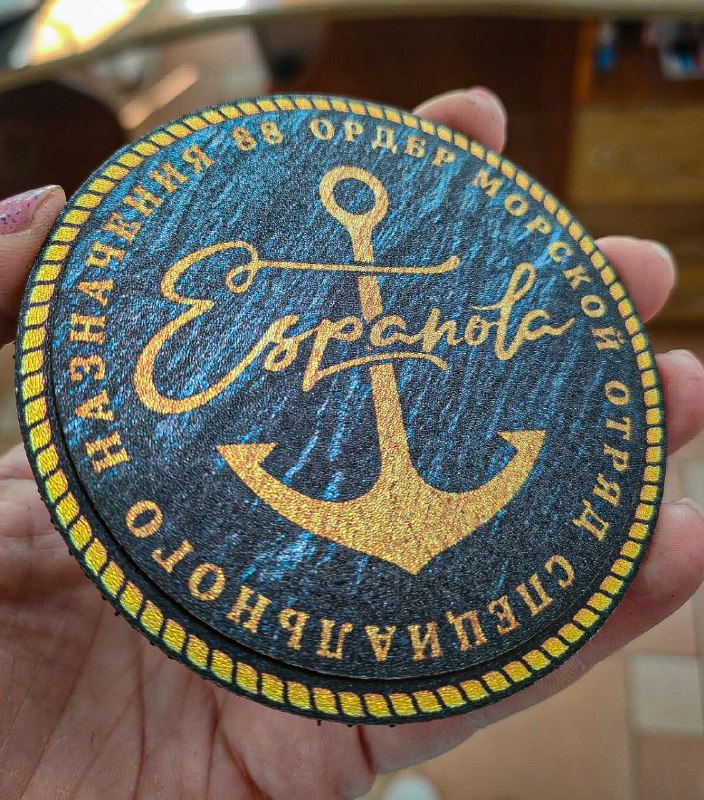 МОРСКОЙ ОТРЯД СПЕЦИАЛЬНОГО НАЗНАЧЕНИЯ 88 ОРДБР
Espanola